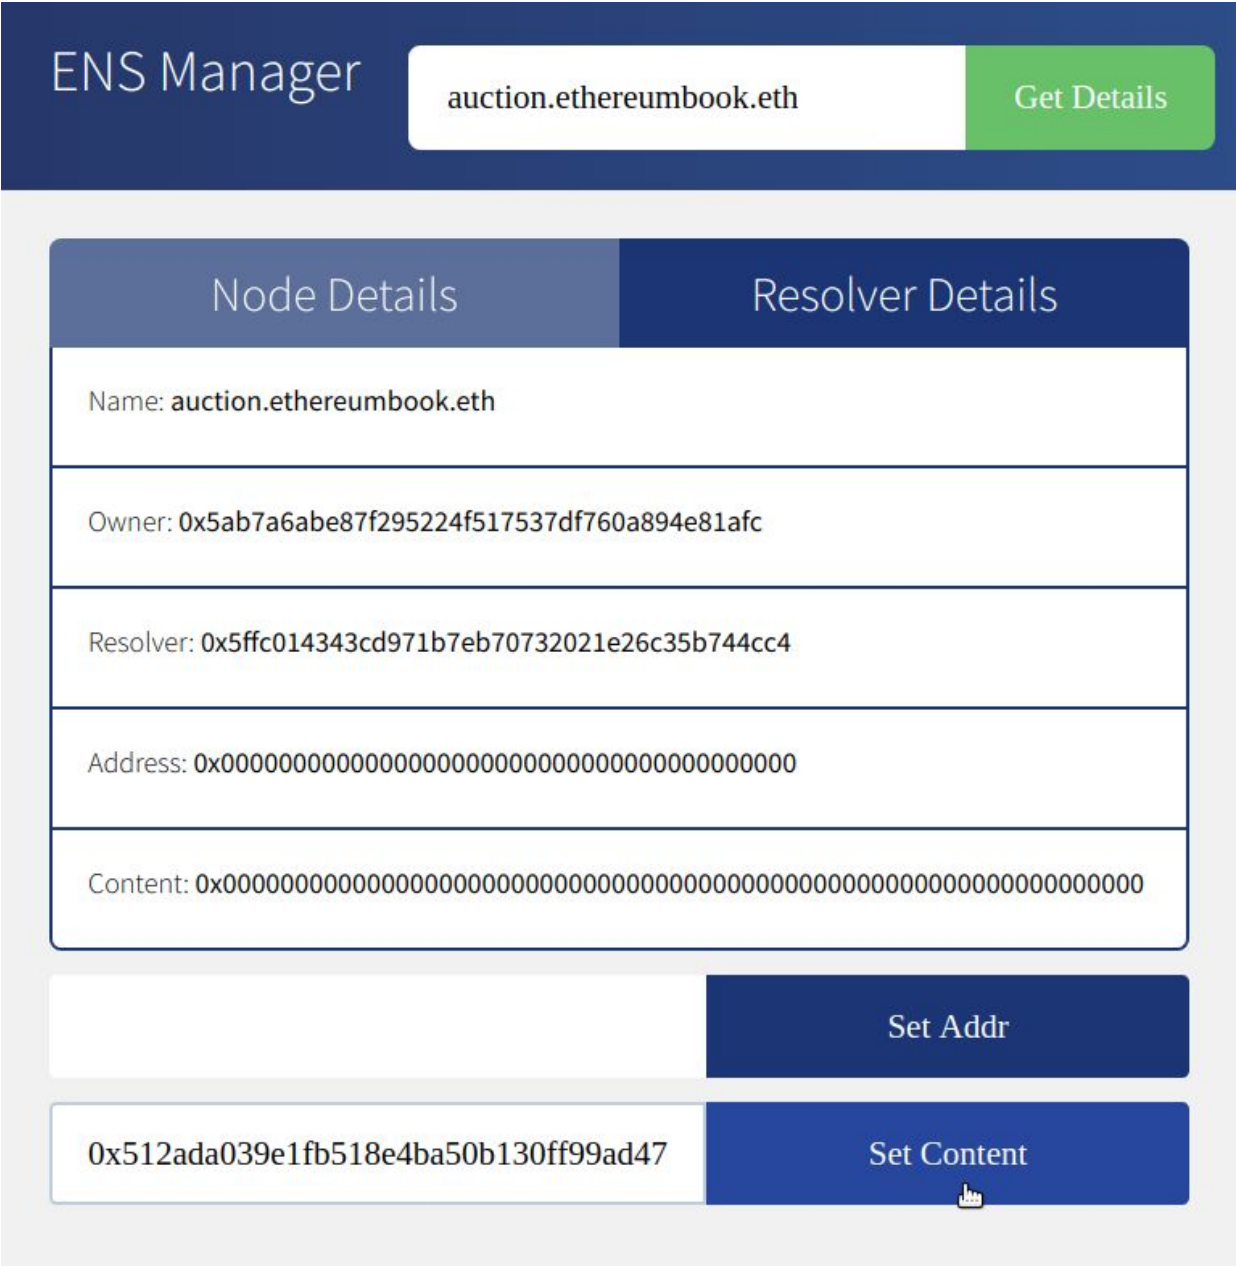 ENS Manager
auction.ethereumbook.eth
Get Details
Node Details
Resolver Details
Name: auction.ethereumbook.eth
Owner: 0x5ab7a6abe87f295224f517537df760a894e81afc
Resolver: 0x5ffc014343cd971b7eb70732021e26c35b744cc4
Address: 0x0000000000000000000000000000000000000000
Content: 0x0000000000000000000000000000000000000000000000000000000000000000
Set Addr
0x512ada039e1fb518e4ba50b130ff99ad47
Set Content